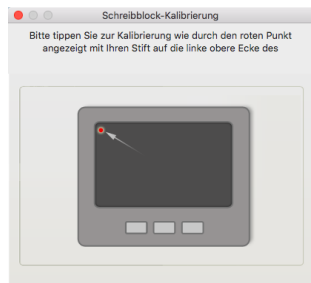 Schreibblock-Kalibrierung
Bitte tippen Sie zur Kalibrierung wie durch den roten Punkt
angezeigt mit Ihren Stift auf die linke obere Ecke des